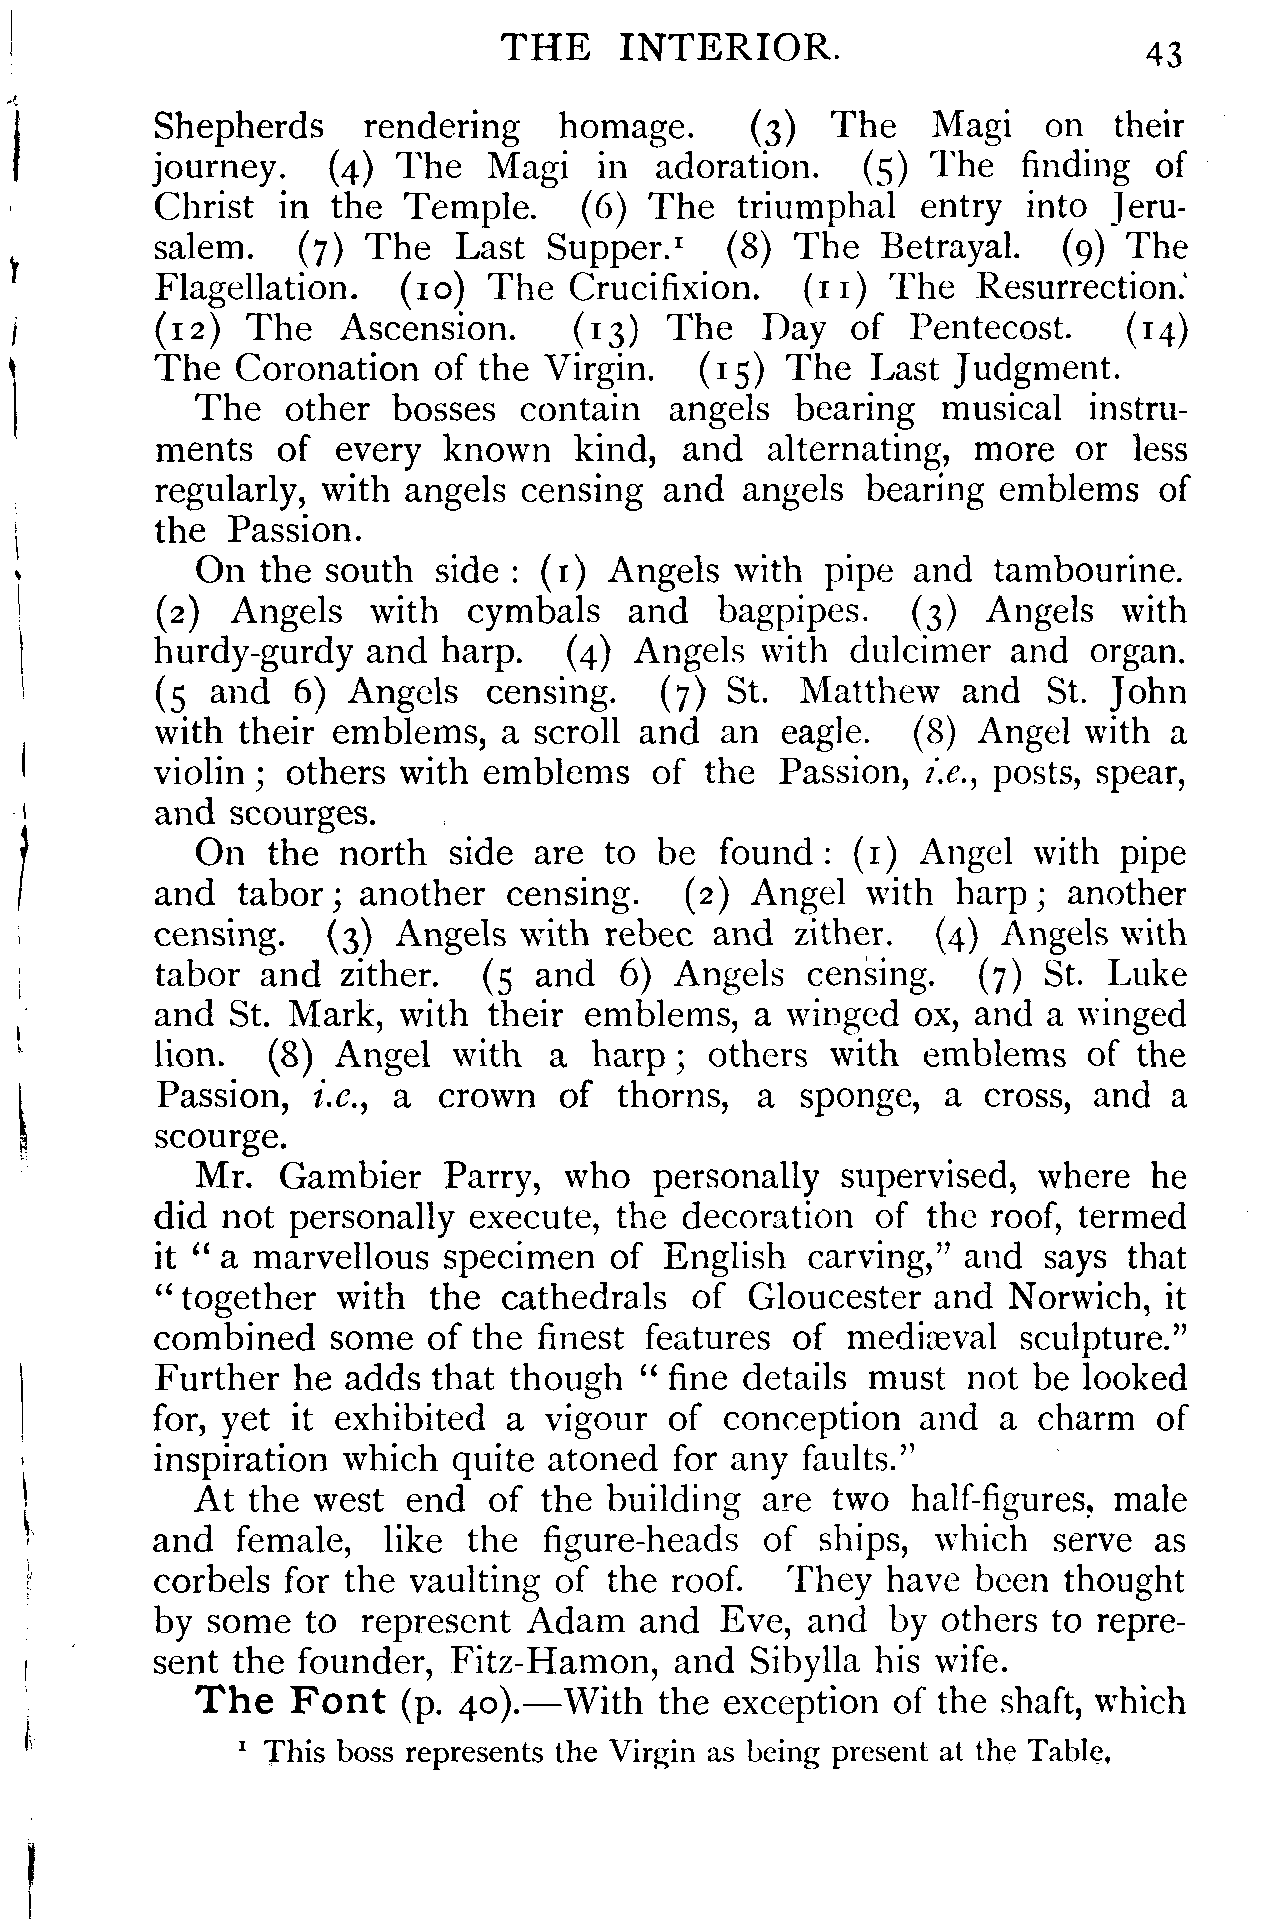 THE INTERIOR.
43
Shepherds rendering homage. (3) The Magi on their
journey. (4) The Magi in adoration. (5) The finding of
Christ in the Temple. (6) The triumphal entry into Jeru-
salem. (7) The Last Supper.¹ (8) The Betrayal. (9) The
Flagellation. (10) The Crucifixion. (11) The Resurrection.
(12) The Ascension. (13) The Day of Pentecost. (14)
The Coronation of the Virgin. (15) The Last Judgment.
The other bosses contain angels bearing musical instru-
ments of every known kind, and alternating, more or less
regularly, with angels censing and angels bearing emblems of
the Passion.
On the south side : (1) Angels with pipe and tambourine.
(2) Angels with cymbals and bagpipes. (3) Angels with
hurdy-gurdy and harp. (4) Angels with dulcimer and organ.
(5 and 6) Angels censing. (7) St. Matthew and St. John
with their emblems, a scroll and an eagle. (8) Angel with a
violin ; others with emblems of the Passion, i.e., posts, spear,
and scourges.
On the north side are to be found : (1) Angel with pipe
and tabor ; another censing. (2) Angel with harp ; another
censing. (3) Angels with rebec and zither. (4) Angels with
tabor and zither. (5 and 6) Angels censing. (7) St. Luke
and St. Mark, with their emblems, a winged ox, and a winged
lion. (8) Angel with a harp ; others with emblems of the
Passion, i.e., a crown of thorns, a sponge, a cross, and a
scourge.
Mr. Gambier Parry, who personally supervised, where he
did not personally execute, the decoration of the roof, termed
it “ a marvellous specimen of English carving,” and says that
“ together with the cathedrals of Gloucester and Norwich, it
combined some of the finest features of mediæval sculpture.”
Further he adds that though “ fine details must not be looked
for, yet it exhibited a vigour of conception and a charm of
inspiration which quite atoned for any faults.”
At the west end of the building are two half-figures, male
and female, like the figure-heads of ships, which serve as
corbels for the vaulting of the roof. They have been thought
by some to represent Adam and Eve, and by others to repre-
sent the founder, Fitz-Hamon, and Sibylla his wife.
The Font (p. 40).—With the exception of the shaft, which
¹ This boss represents the Virgin as being present at the Table.